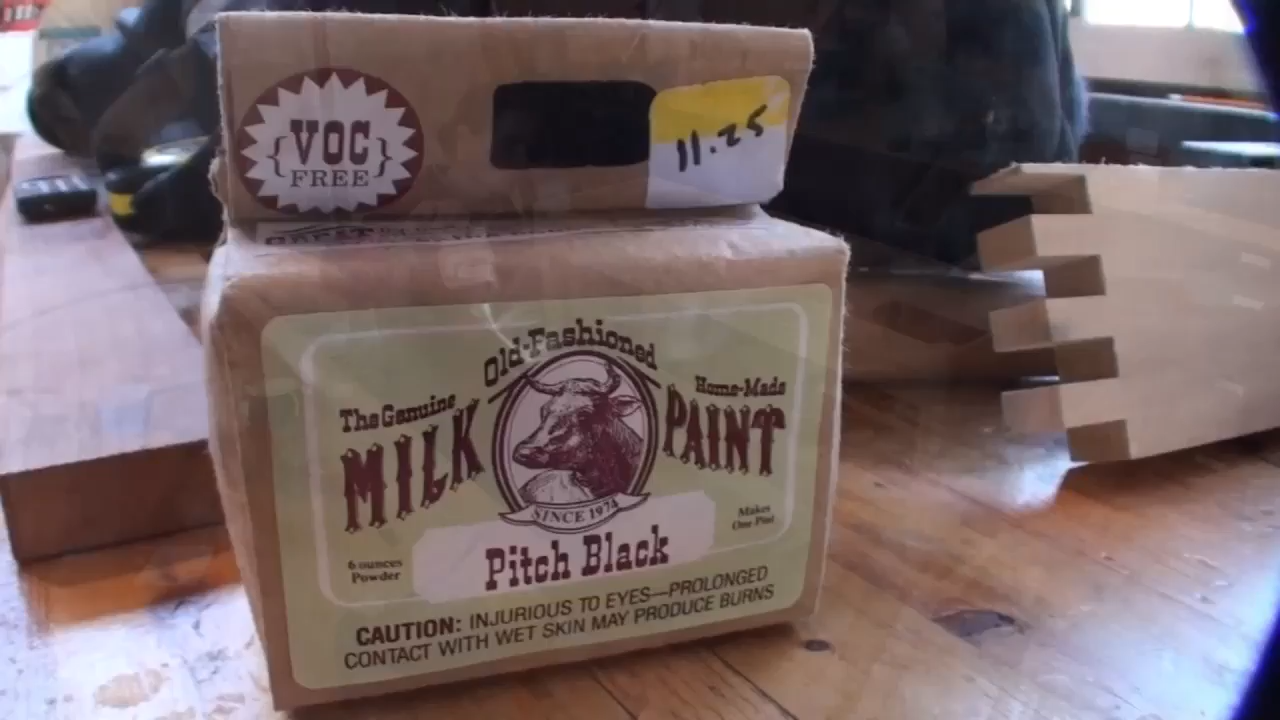 {VOC}
FREE
11.25
Old-Fashioned
The Genuine
Home-Made
MILK PAINT
SINCE 1974
6 ounces
Powder
Makes
One Pint
Pitch Black
CAUTION: INJURIOUS TO EYES—PROLONGED
CONTACT WITH WET SKIN MAY PRODUCE BURNS